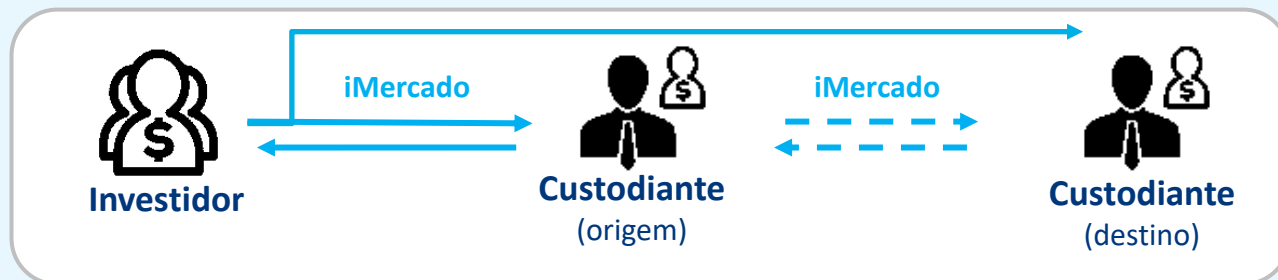 iMercado
iMercado
$
$
$
Investidor
Custodiante
(origem)
Custodiante
(destino)